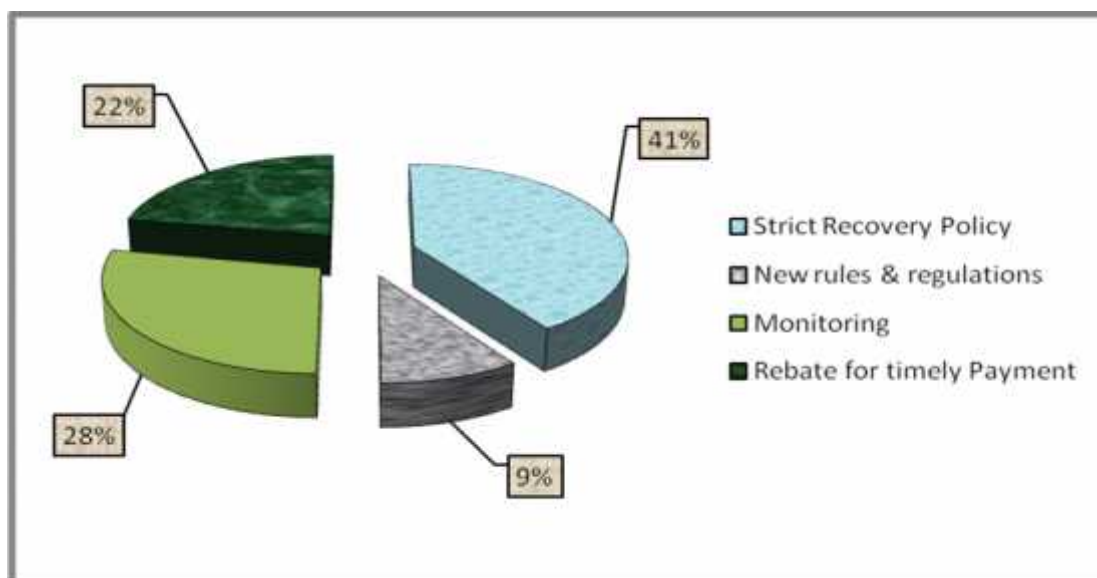 22%
41%
Strict Recovery Policy
New rules & regulations
Monitoring
Rebate for timely Payment
28%
9%